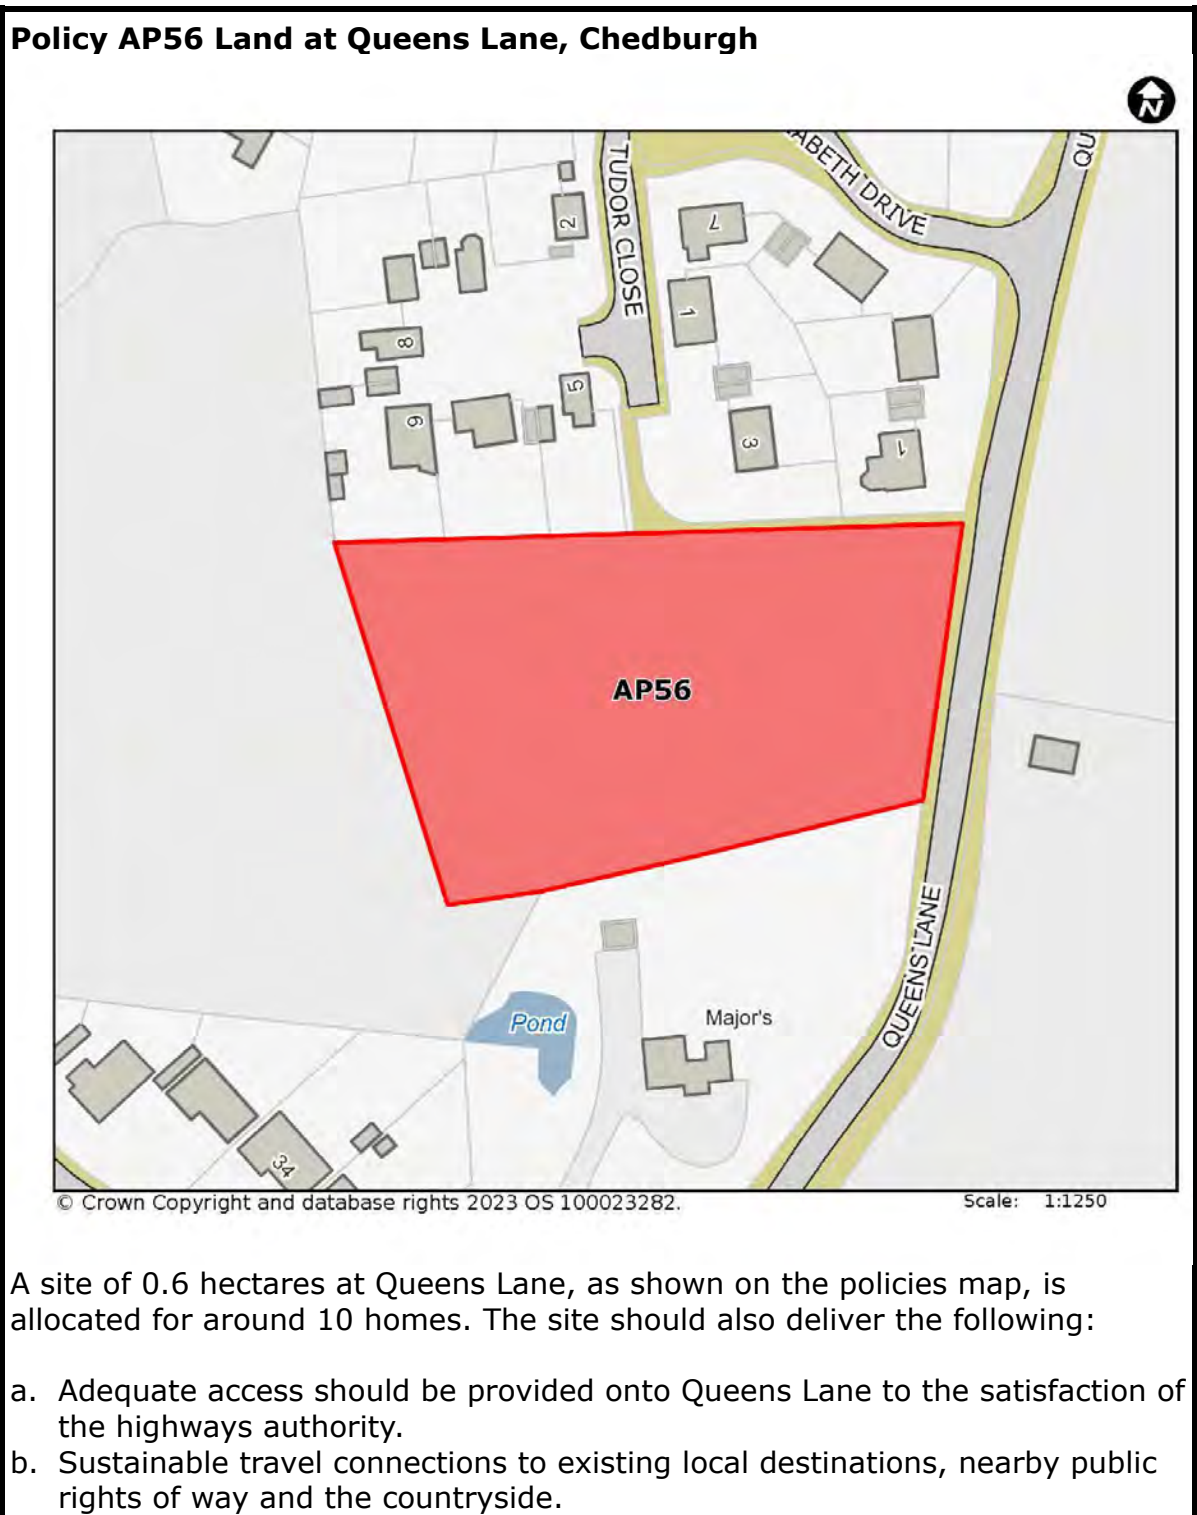 Policy AP56 Land at Queens Lane, Chedburgh
N
TUDOR CLOSE
ABETH DRIVE
QU
2
7
1
8
5
9
3
1
AP56
QUEENS LANE
Pond
Major's
34
© Crown Copyright and database rights 2023 OS 100023282.
Scale: 1:1250
A site of 0.6 hectares at Queens Lane, as shown on the policies map, is
allocated for around 10 homes. The site should also deliver the following:
a. Adequate access should be provided onto Queens Lane to the satisfaction of
the highways authority.
b. Sustainable travel connections to existing local destinations, nearby public
rights of way and the countryside.